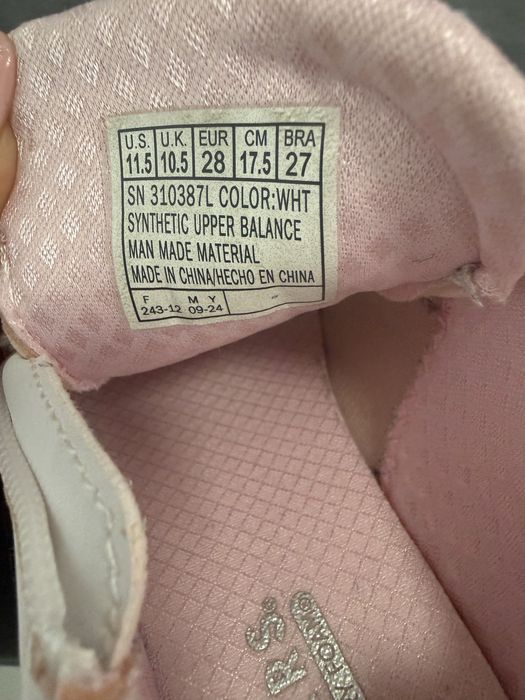 U.S. U.K. EUR CM BRA
11.5 10.5 28 17.5 27
SN 310387L COLOR:WHT
SYNTHETIC UPPER BALANCE
MAN MADE MATERIAL
MADE IN CHINA/HECHO EN CHINA
F M Y
243-12 09-24
R S